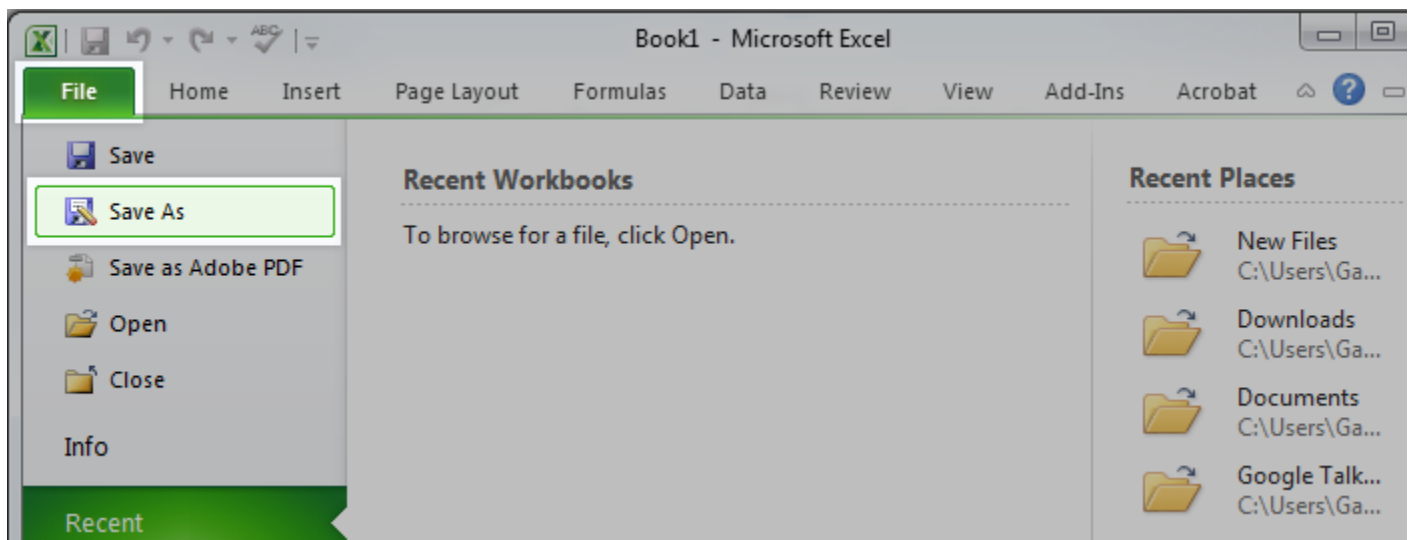 ABC
Book1 - Microsoft Excel
File Home Insert Page Layout Formulas Data Review View Add-Ins Acrobat ?
Save
Save As
Save as Adobe PDF
Open
Close
Info
Recent
Recent Workbooks
To browse for a file, click Open.
Recent Places
New Files
C:\Users\Ga...
Downloads
C:\Users\Ga...
Documents
C:\Users\Ga...
Google Talk...
C:\Users\Ga...